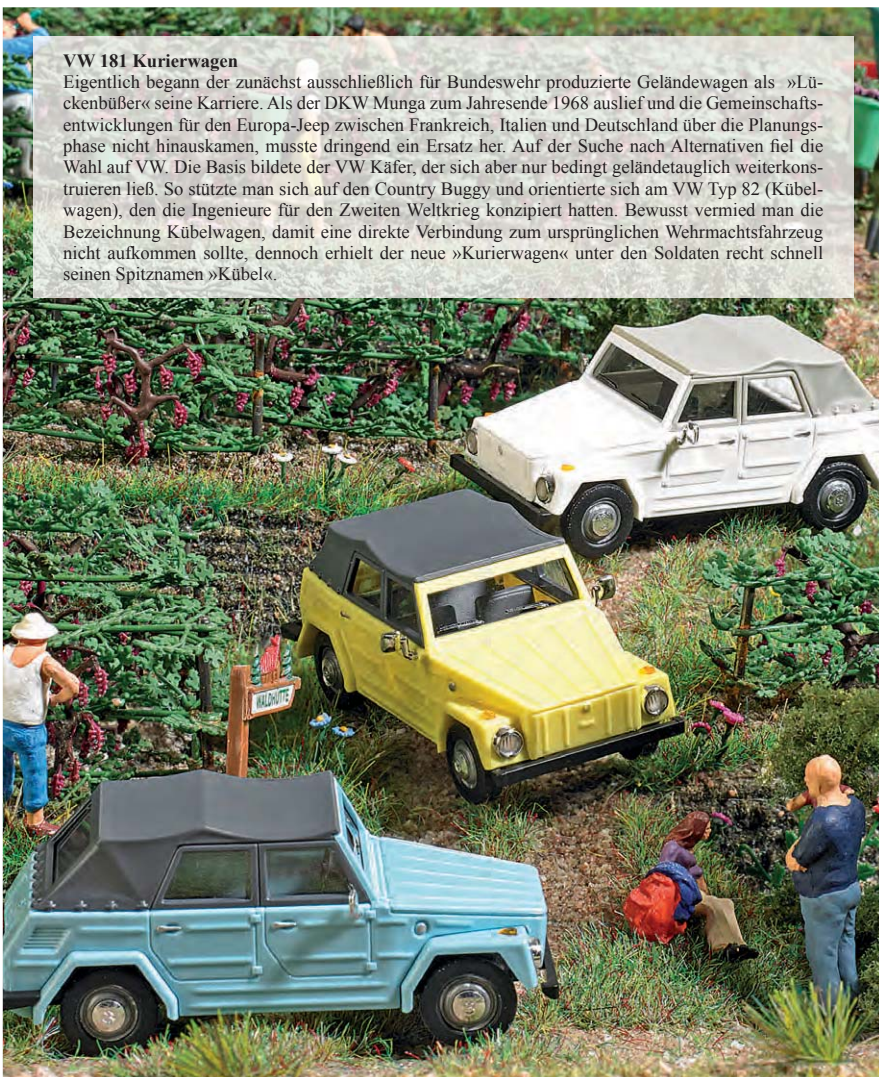 VW 181 Kurierwagen
Eigentlich begann der zunächst ausschließlich für Bundeswehr produzierte Geländewagen als »Lü-
ckenbüßer« seine Karriere. Als der DKW Munga zum Jahresende 1968 auslief und die Gemeinschafts-
entwicklungen für den Europa-Jeep zwischen Frankreich, Italien und Deutschland über die Planungs-
phase nicht hinauskamen, musste dringend ein Ersatz her. Auf der Suche nach Alternativen fiel die
Wahl auf VW. Die Basis bildete der VW Käfer, der sich aber nur bedingt geländetauglich weiterkons-
truieren ließ. So stützte man sich auf den Country Buggy und orientierte sich am VW Typ 82 (Kübel-
wagen), den die Ingenieure für den Zweiten Weltkrieg konzipiert hatten. Bewusst vermied man die
Bezeichnung Kübelwagen, damit eine direkte Verbindung zum ursprünglichen Wehrmachtsfahrzeug
nicht aufkommen sollte, dennoch erhielt der neue »Kurierwagen« unter den Soldaten recht schnell
seinen Spitznamen »Kübel«.
WALDHÜTTE